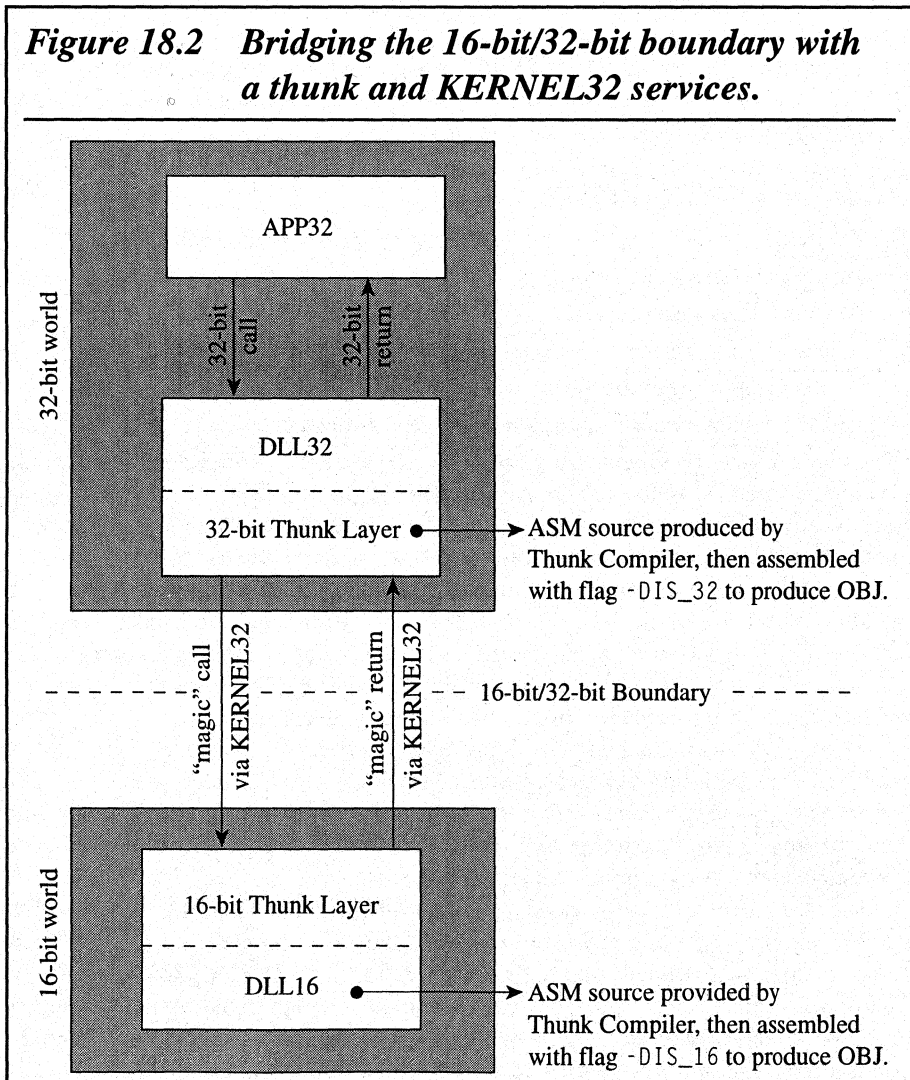 Figure 18.2 Bridging the 16-bit/32-bit boundary with
a thunk and KERNEL32 services.
32-bit world
APP32
32-bit
call
32-bit
return
DLL32
32-bit Thunk Layer
ASM source produced by
Thunk Compiler, then assembled
with flag -DIS_32 to produce OBJ.
“magic” call
via KERNEL32
“magic” return
via KERNEL32
16-bit/32-bit Boundary
16-bit world
16-bit Thunk Layer
DLL16
ASM source provided by
Thunk Compiler, then assembled
with flag -DIS_16 to produce OBJ.